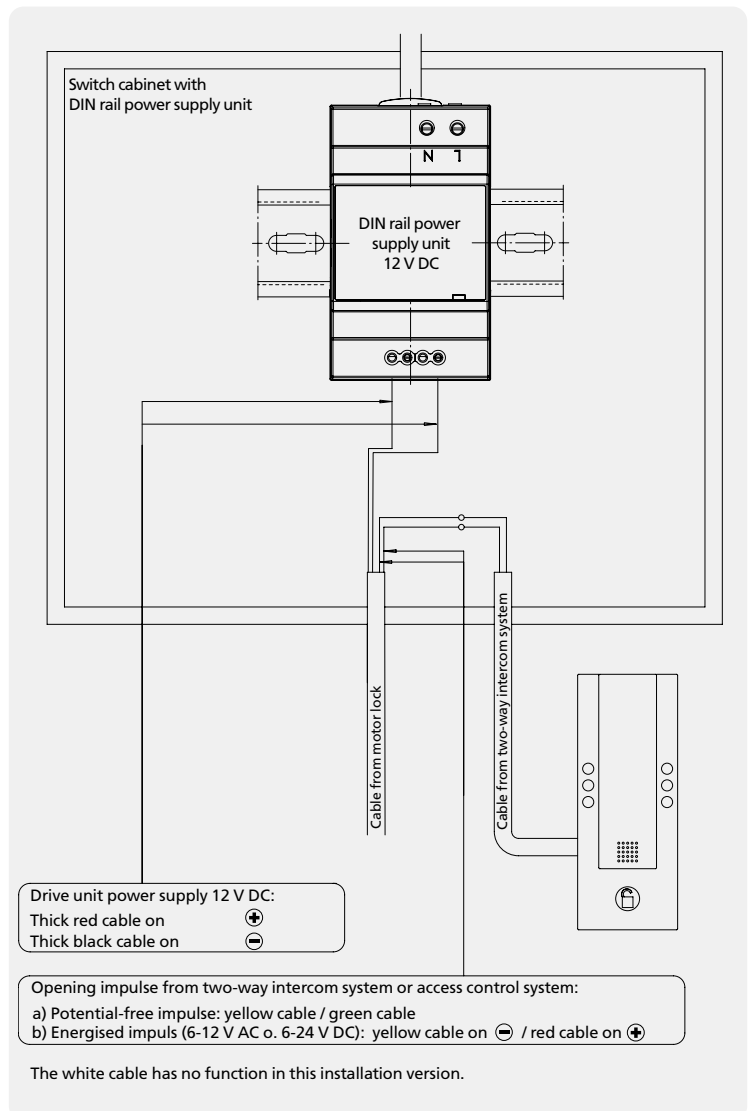 Switch cabinet with
DIN rail power supply unit
N L
DIN rail power
supply unit
12 V DC
Cable from motor lock
Cable from two-way intercom system
Drive unit power supply 12 V DC:
Thick red cable on ⊕
Thick black cable on ⊖
Opening impulse from two-way intercom system or access control system:
a) Potential-free impulse: yellow cable / green cable
b) Energised impuls (6-12 V AC o. 6-24 V DC): yellow cable on ⊖ / red cable on ⊕
The white cable has no function in this installation version.